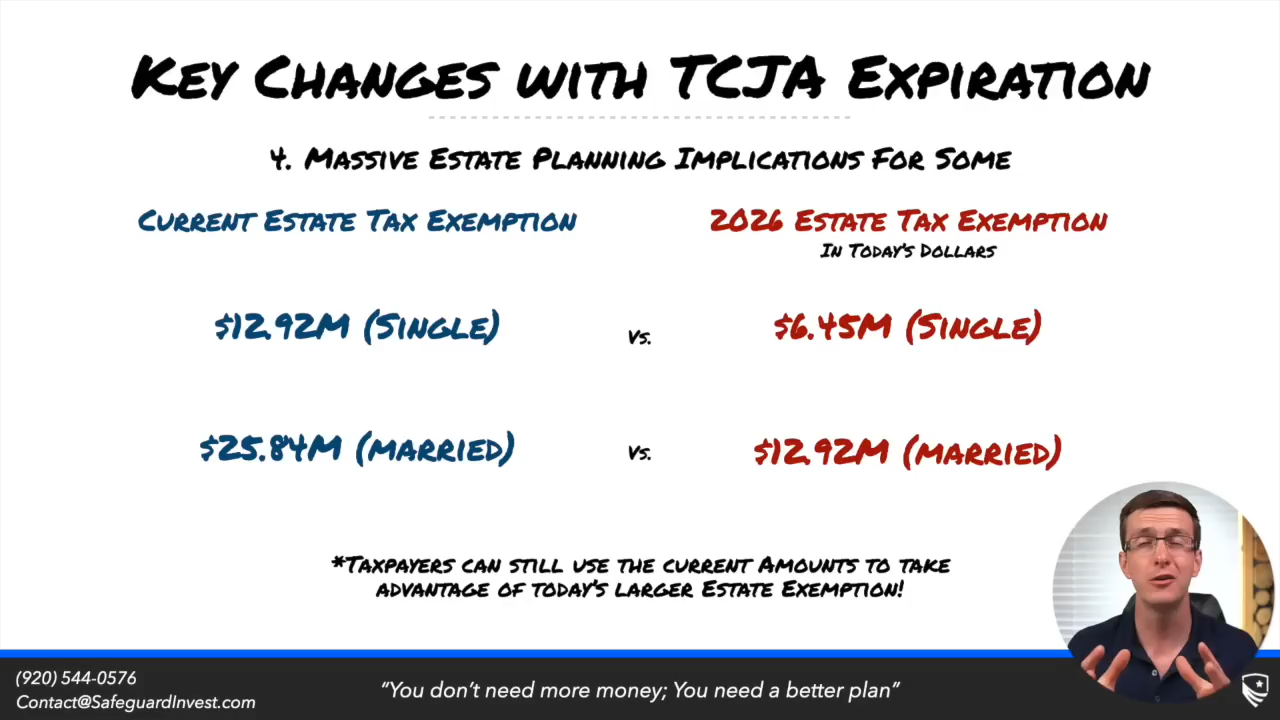 Key Changes with TCJA Expiration
4. Massive Estate Planning Implications For Some
Current Estate Tax Exemption
2026 Estate Tax Exemption
In Today's Dollars
$12.92M (Single)
vs.
$6.45M (Single)
$25.84M (married)
vs.
$12.92M (married)
*Taxpayers can still use the current Amounts to take
advantage of today's larger Estate Exemption!
(920) 544-0576
Contact@SafeguardInvest.com
"You don't need more money; You need a better plan"